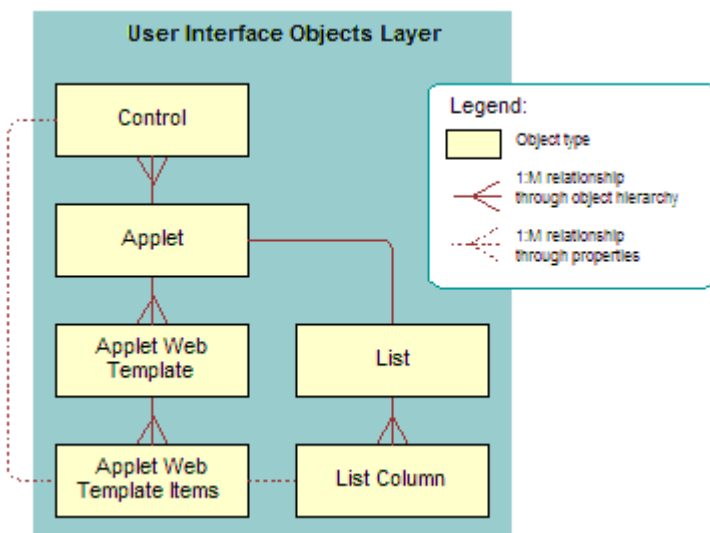 User Interface Objects Layer
Control
Legend:
Object type
1:M relationship
through object hierarchy
1:M relationship
through properties
Applet
Applet Web
Template
List
Applet Web
Template Items
List Column